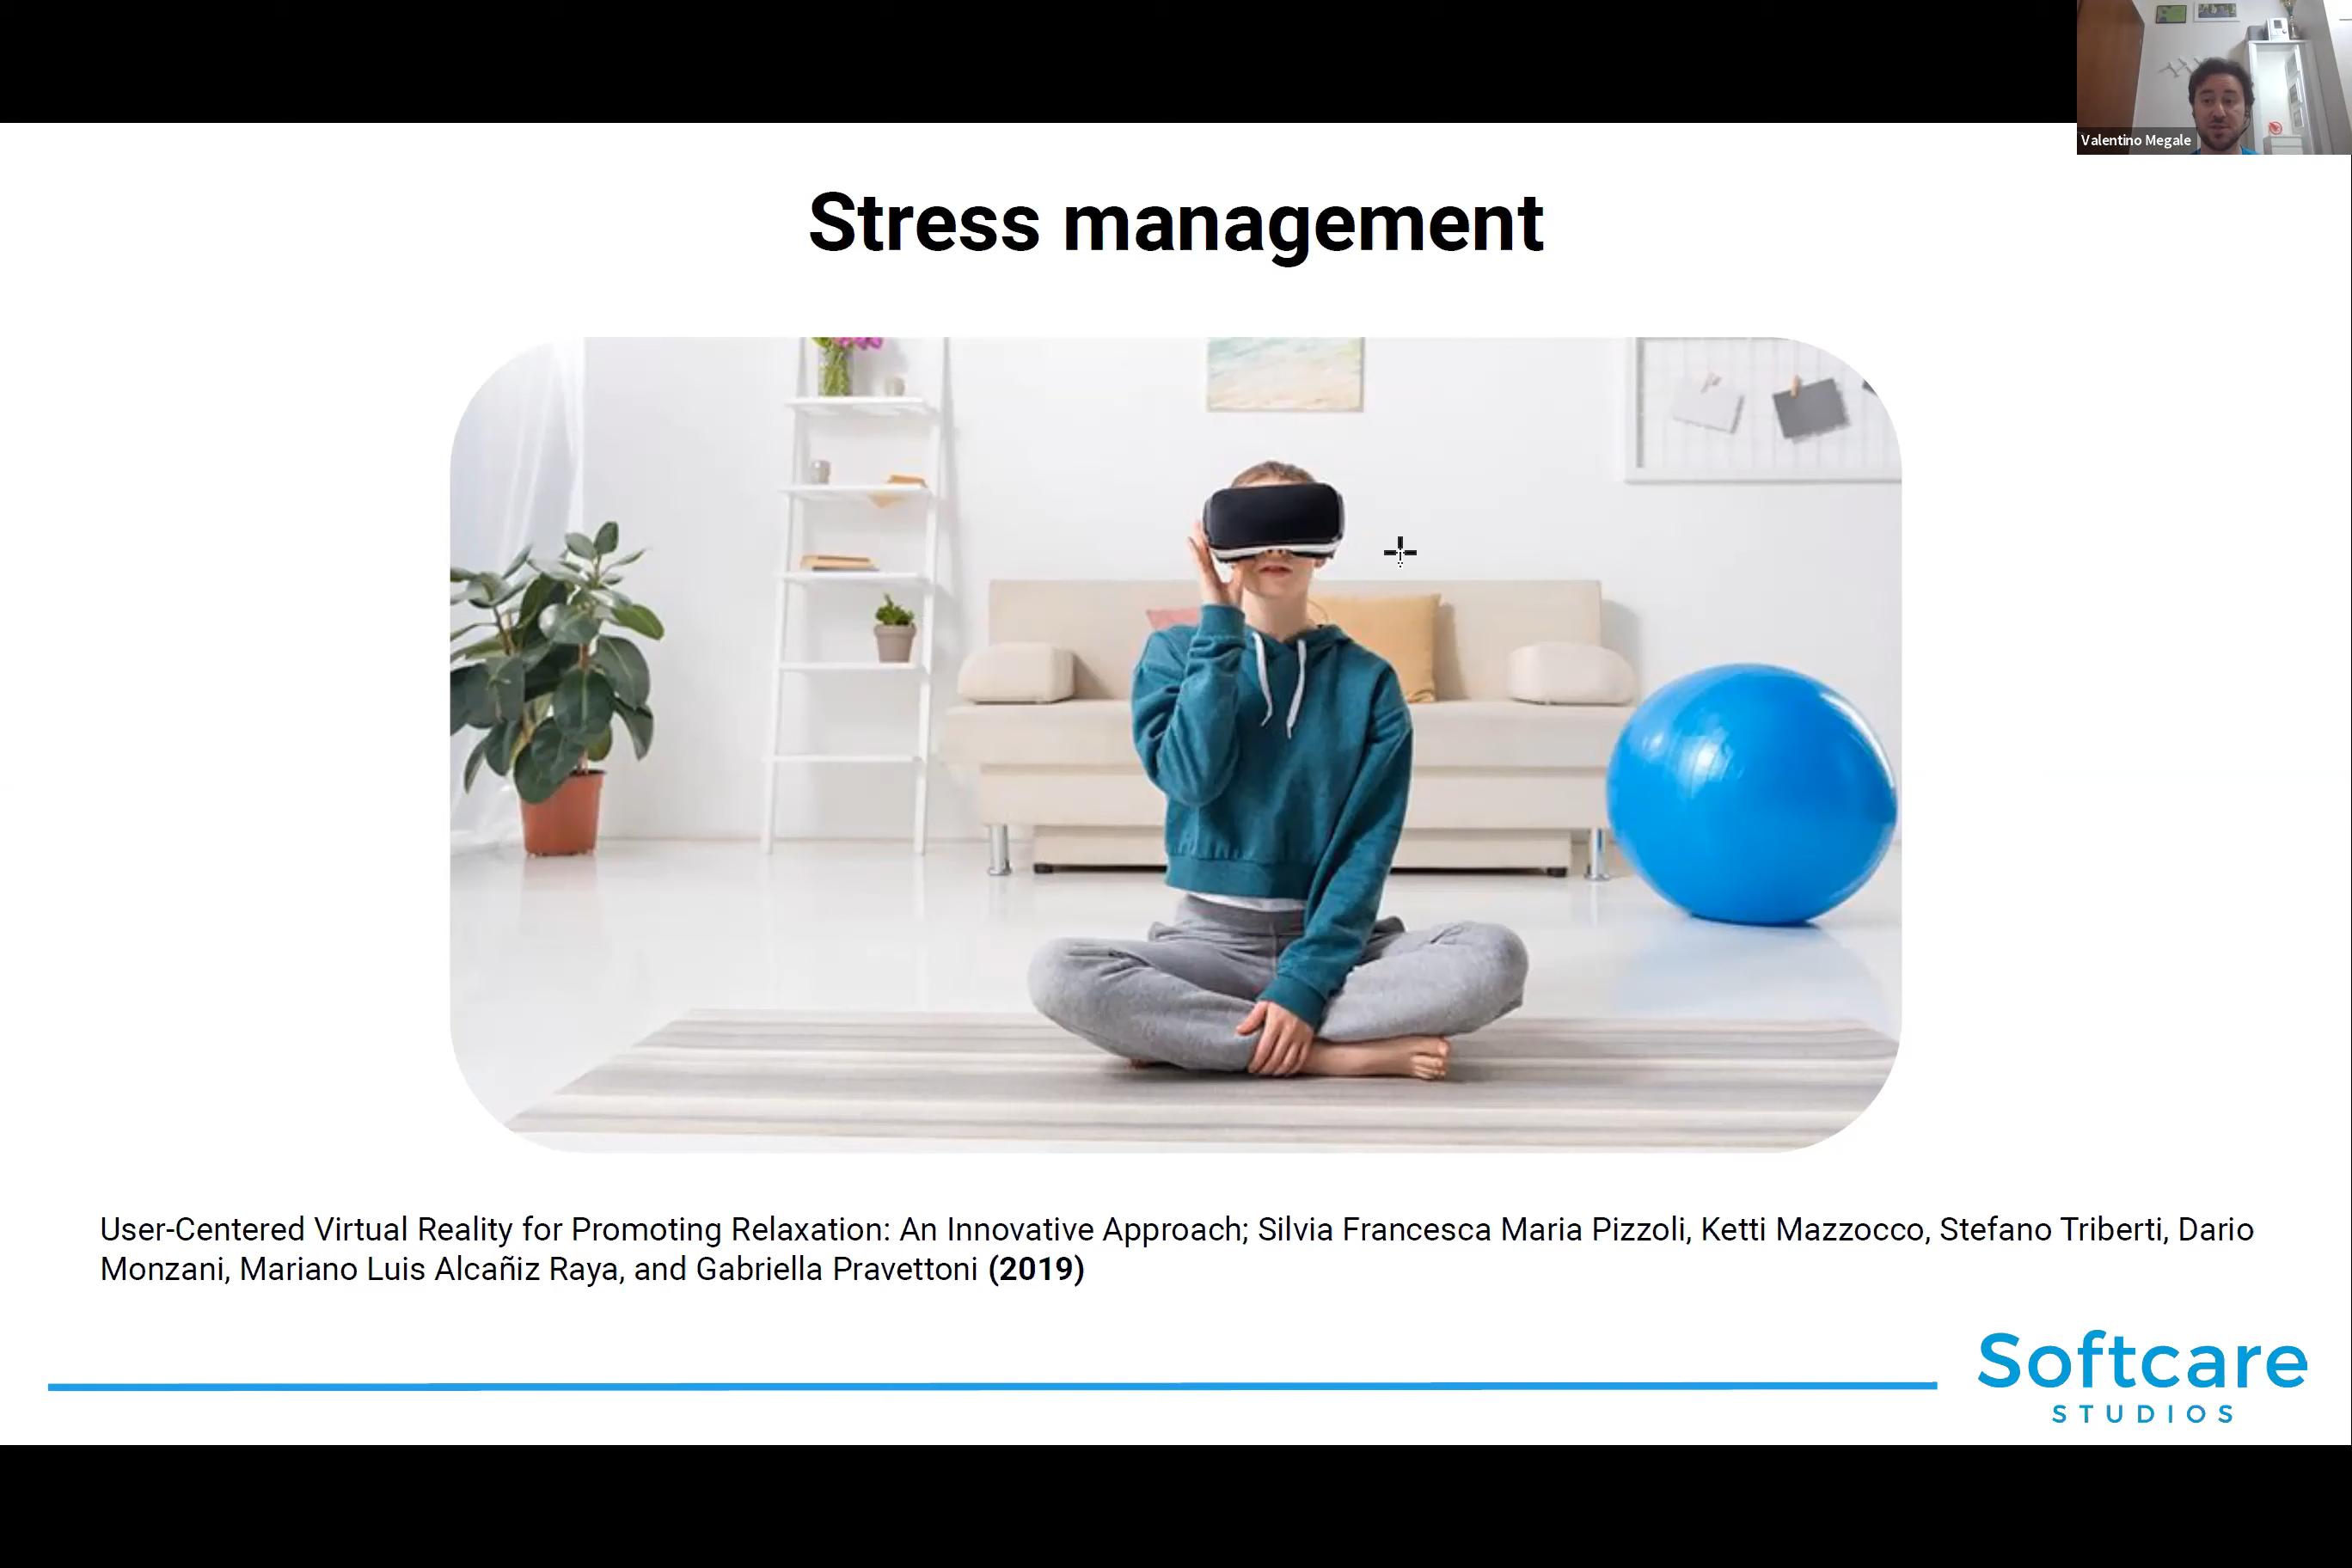 Valentino Megale
Stress management
User-Centered Virtual Reality for Promoting Relaxation: An Innovative Approach; Silvia Francesca Maria Pizzoli, Ketti Mazzocco, Stefano Triberti, Dario
Monzani, Mariano Luis Alcañiz Raya, and Gabriella Pravettoni (2019)
Softcare
STUDIOS